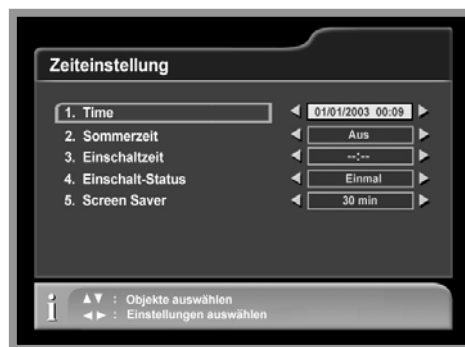 Zeiteinstellung
1. Time 01/01/2003 00:09
2. Sommerzeit Aus
3. Einschaltzeit --:--
4. Einschalt-Status Einmal
5. Screen Saver 30 min
i
▲▼ : Objekte auswählen
◄► : Einstellungen auswählen